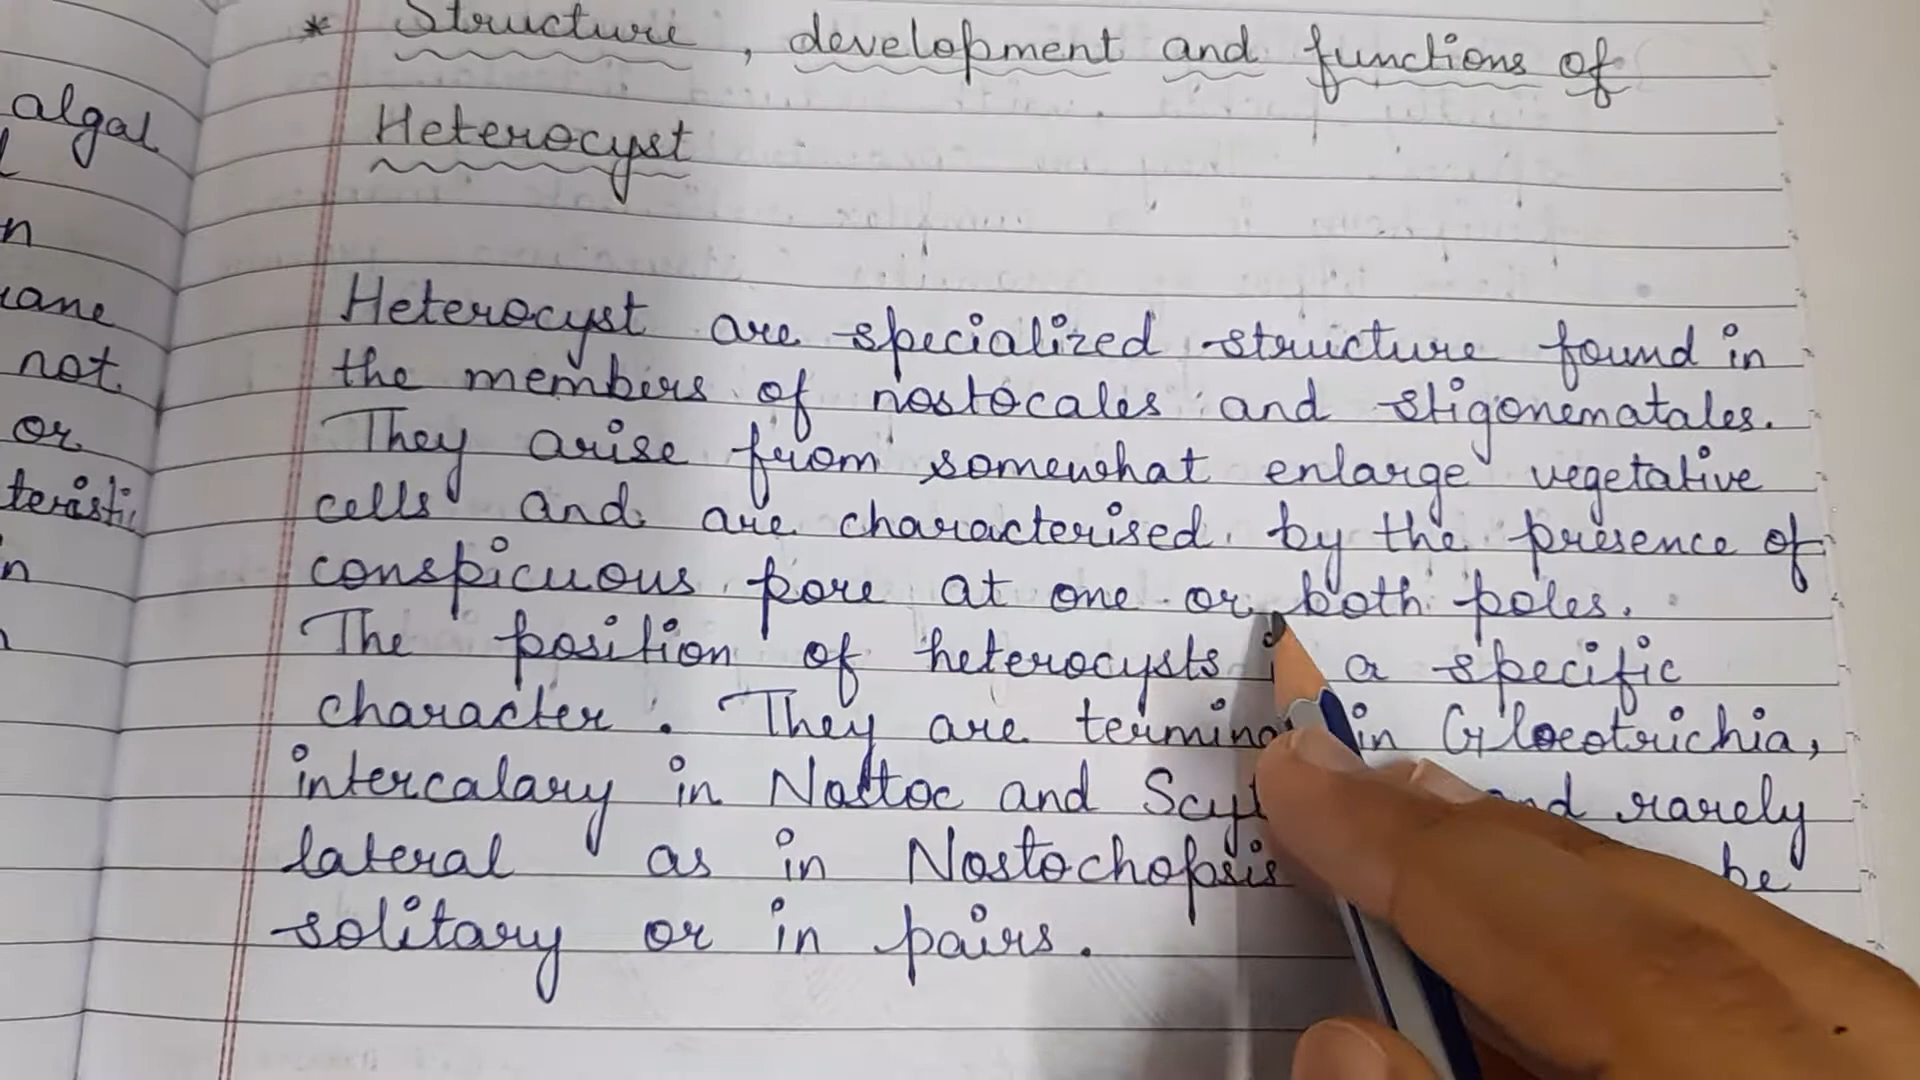 algal
n
not
or
n
* Structure, development and functions of
Heterocyst
Heterocyst are specialized structure found in
the members of nostocales and stigonematales.
They arise from somewhat enlarge vegetative
cells and are characterised by the presence of
conspicuous pore at one or both poles.
The position of heterocysts a specific
character. They are in Gloeotrichia,
intercalary in Nostoc and rarely
lateral as in Nostochopsis be
solitary or in pairs.